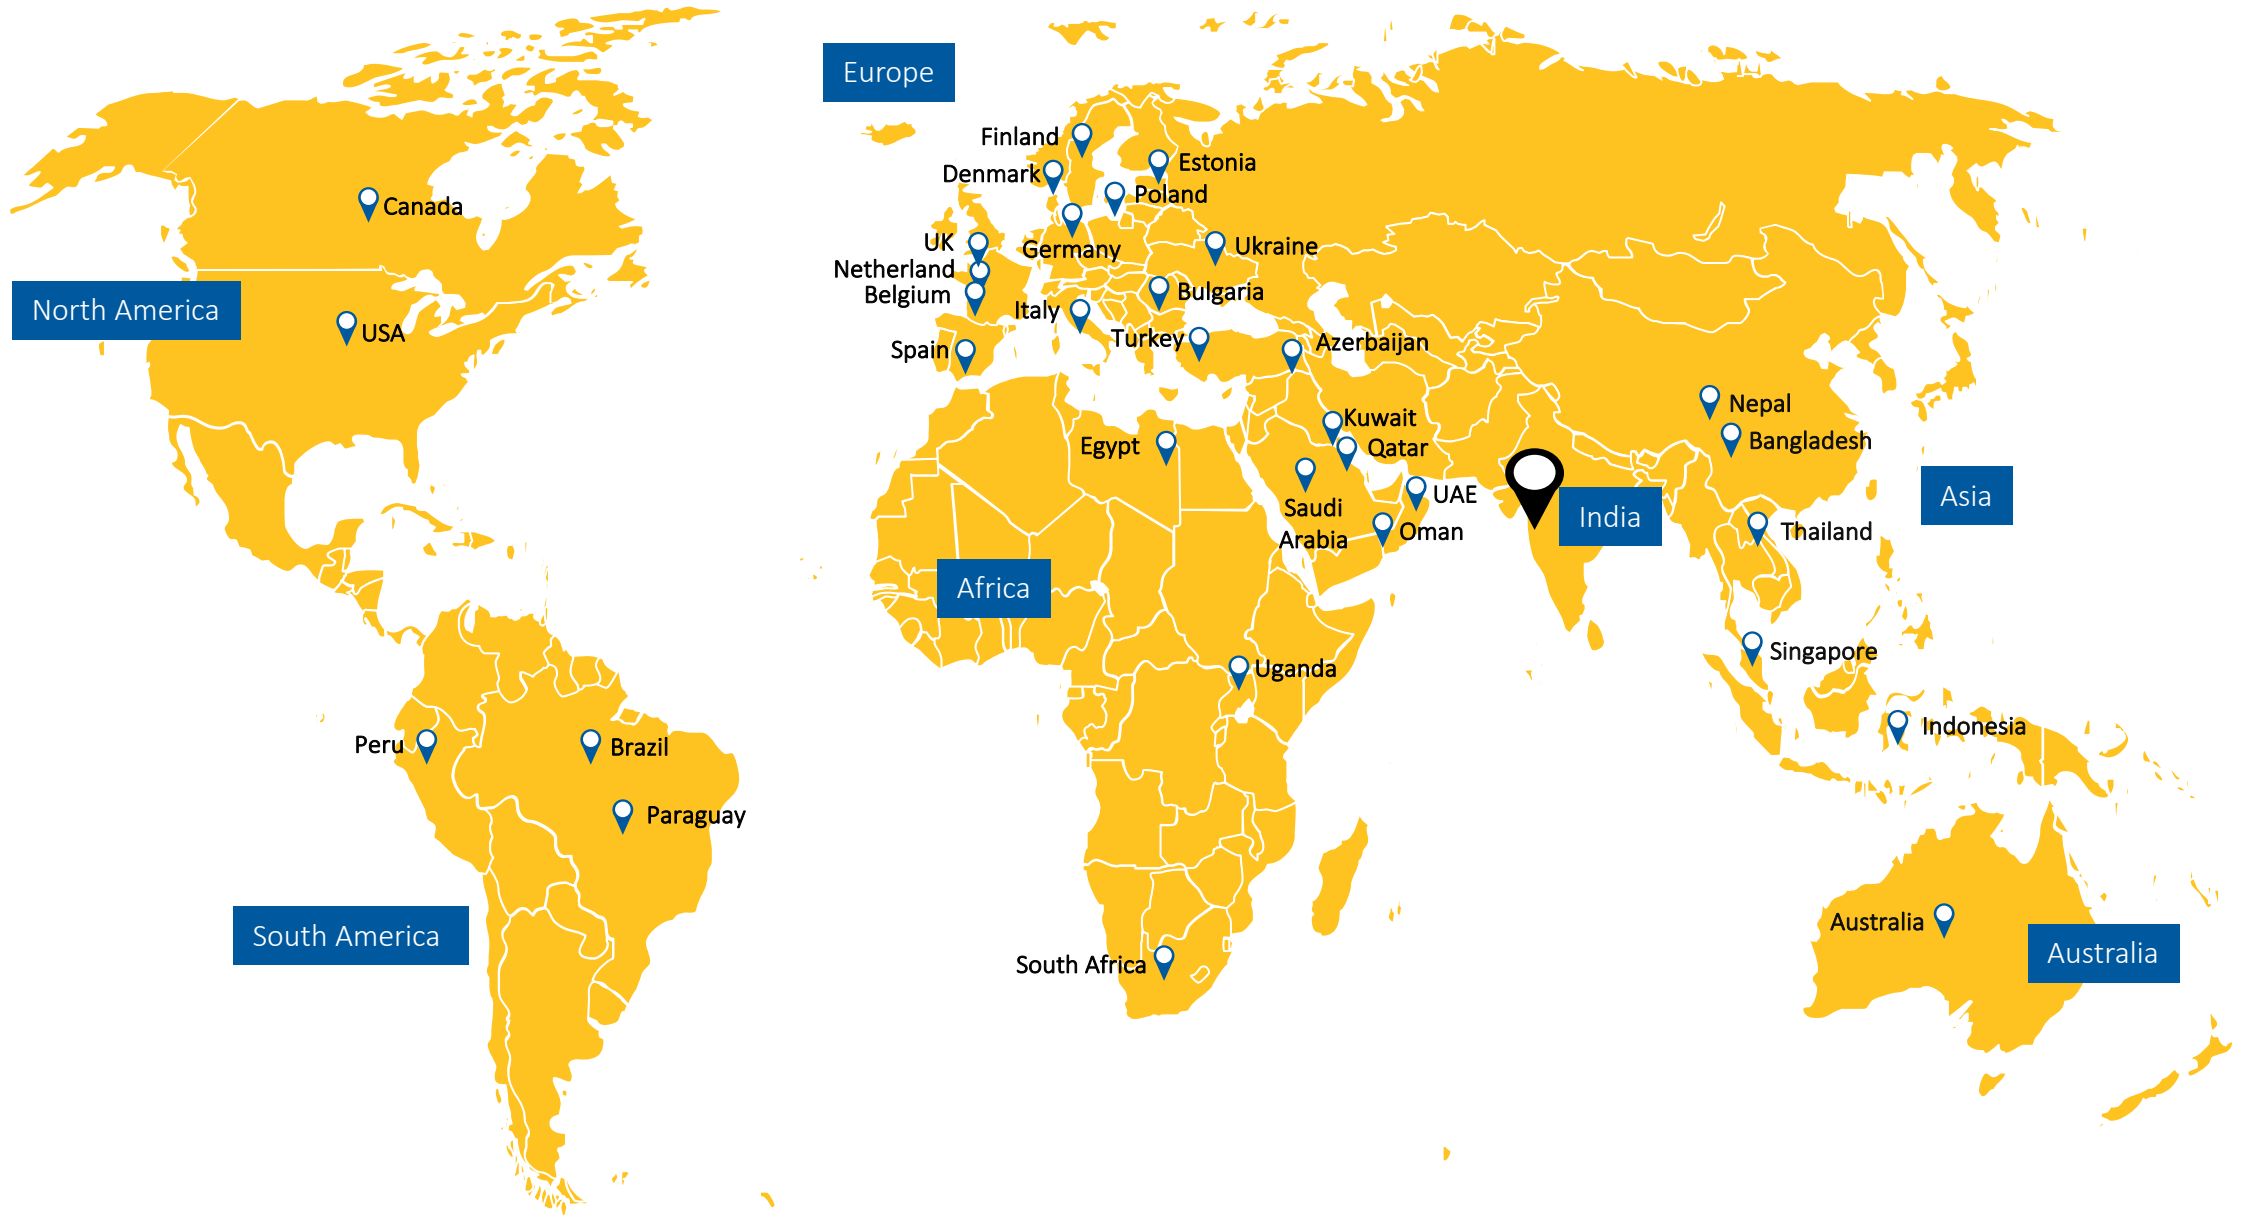 Europe
Finland
Denmark
Estonia
Poland
Canada
UK
Germany
Ukraine
Netherland
Belgium
Bulgaria
North America
Italy
USA
Turkey
Azerbaijan
Spain
Nepal
Kuwait
Bangladesh
Egypt
Qatar
UAE
Asia
Saudi
Arabia
India
Oman
Thailand
Africa
Singapore
Uganda
Indonesia
Peru
Brazil
Paraguay
Australia
South America
Australia
South Africa